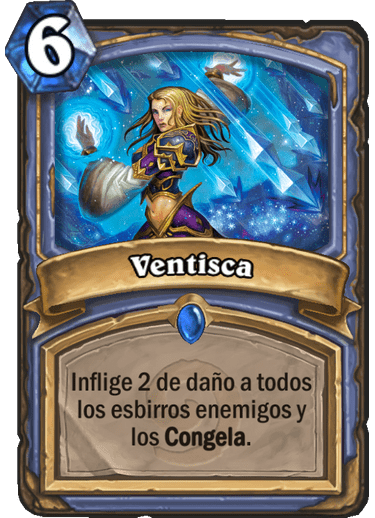 6
Ventisca
Inflige 2 de daño a todos
los esbirros enemigos y
los Congela.